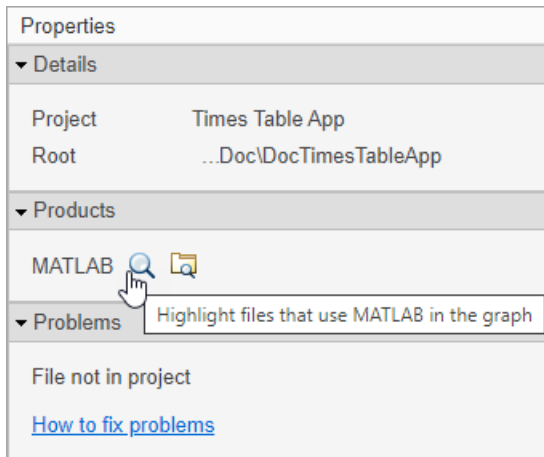 Properties
Details
Project Times Table App
Root ...Doc\DocTimesTableApp
Products
MATLAB
Highlight files that use MATLAB in the graph
Problems
File not in project
How to fix problems